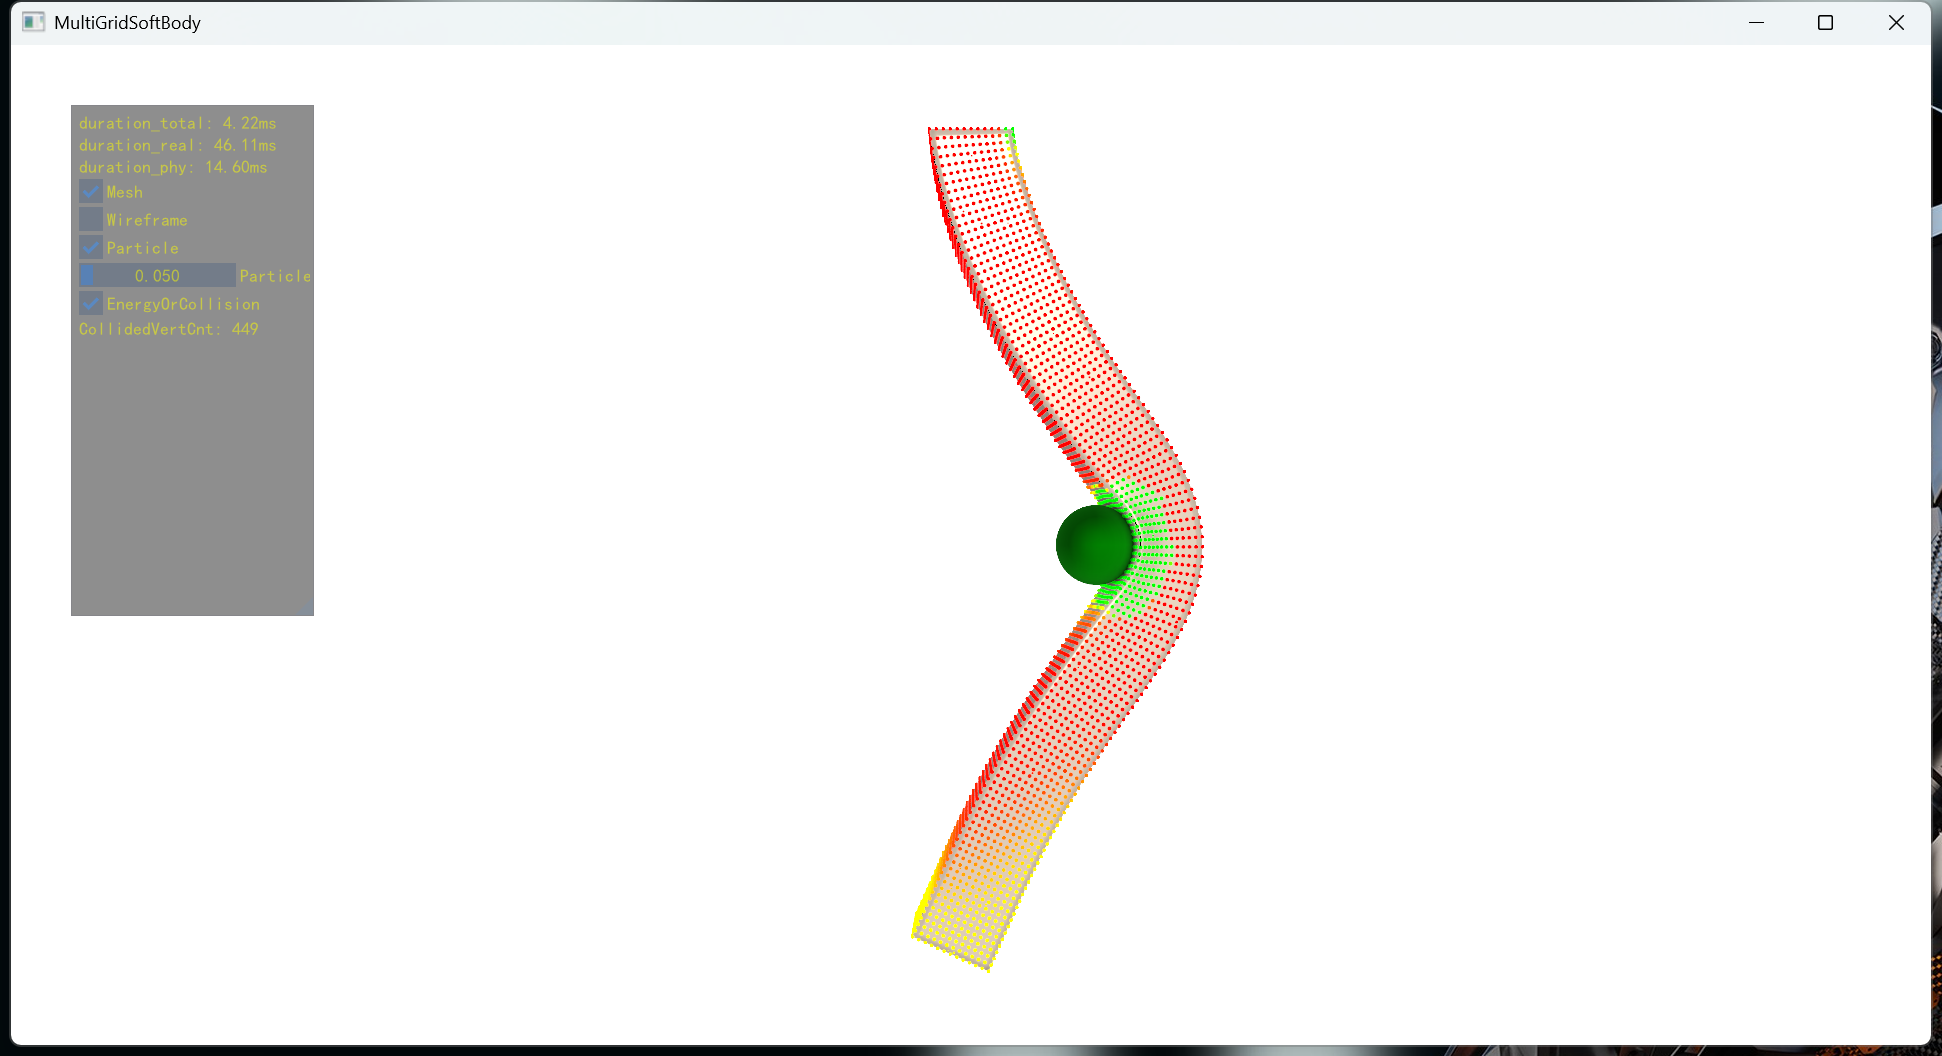 MultiGridSoftBody
duration_total: 4.22ms
duration_real: 46.11ms
duration_phy: 14.60ms
Mesh
Wireframe
Particle
0.050 Particle
EnergyOrCollision
CollidedVertCnt: 449